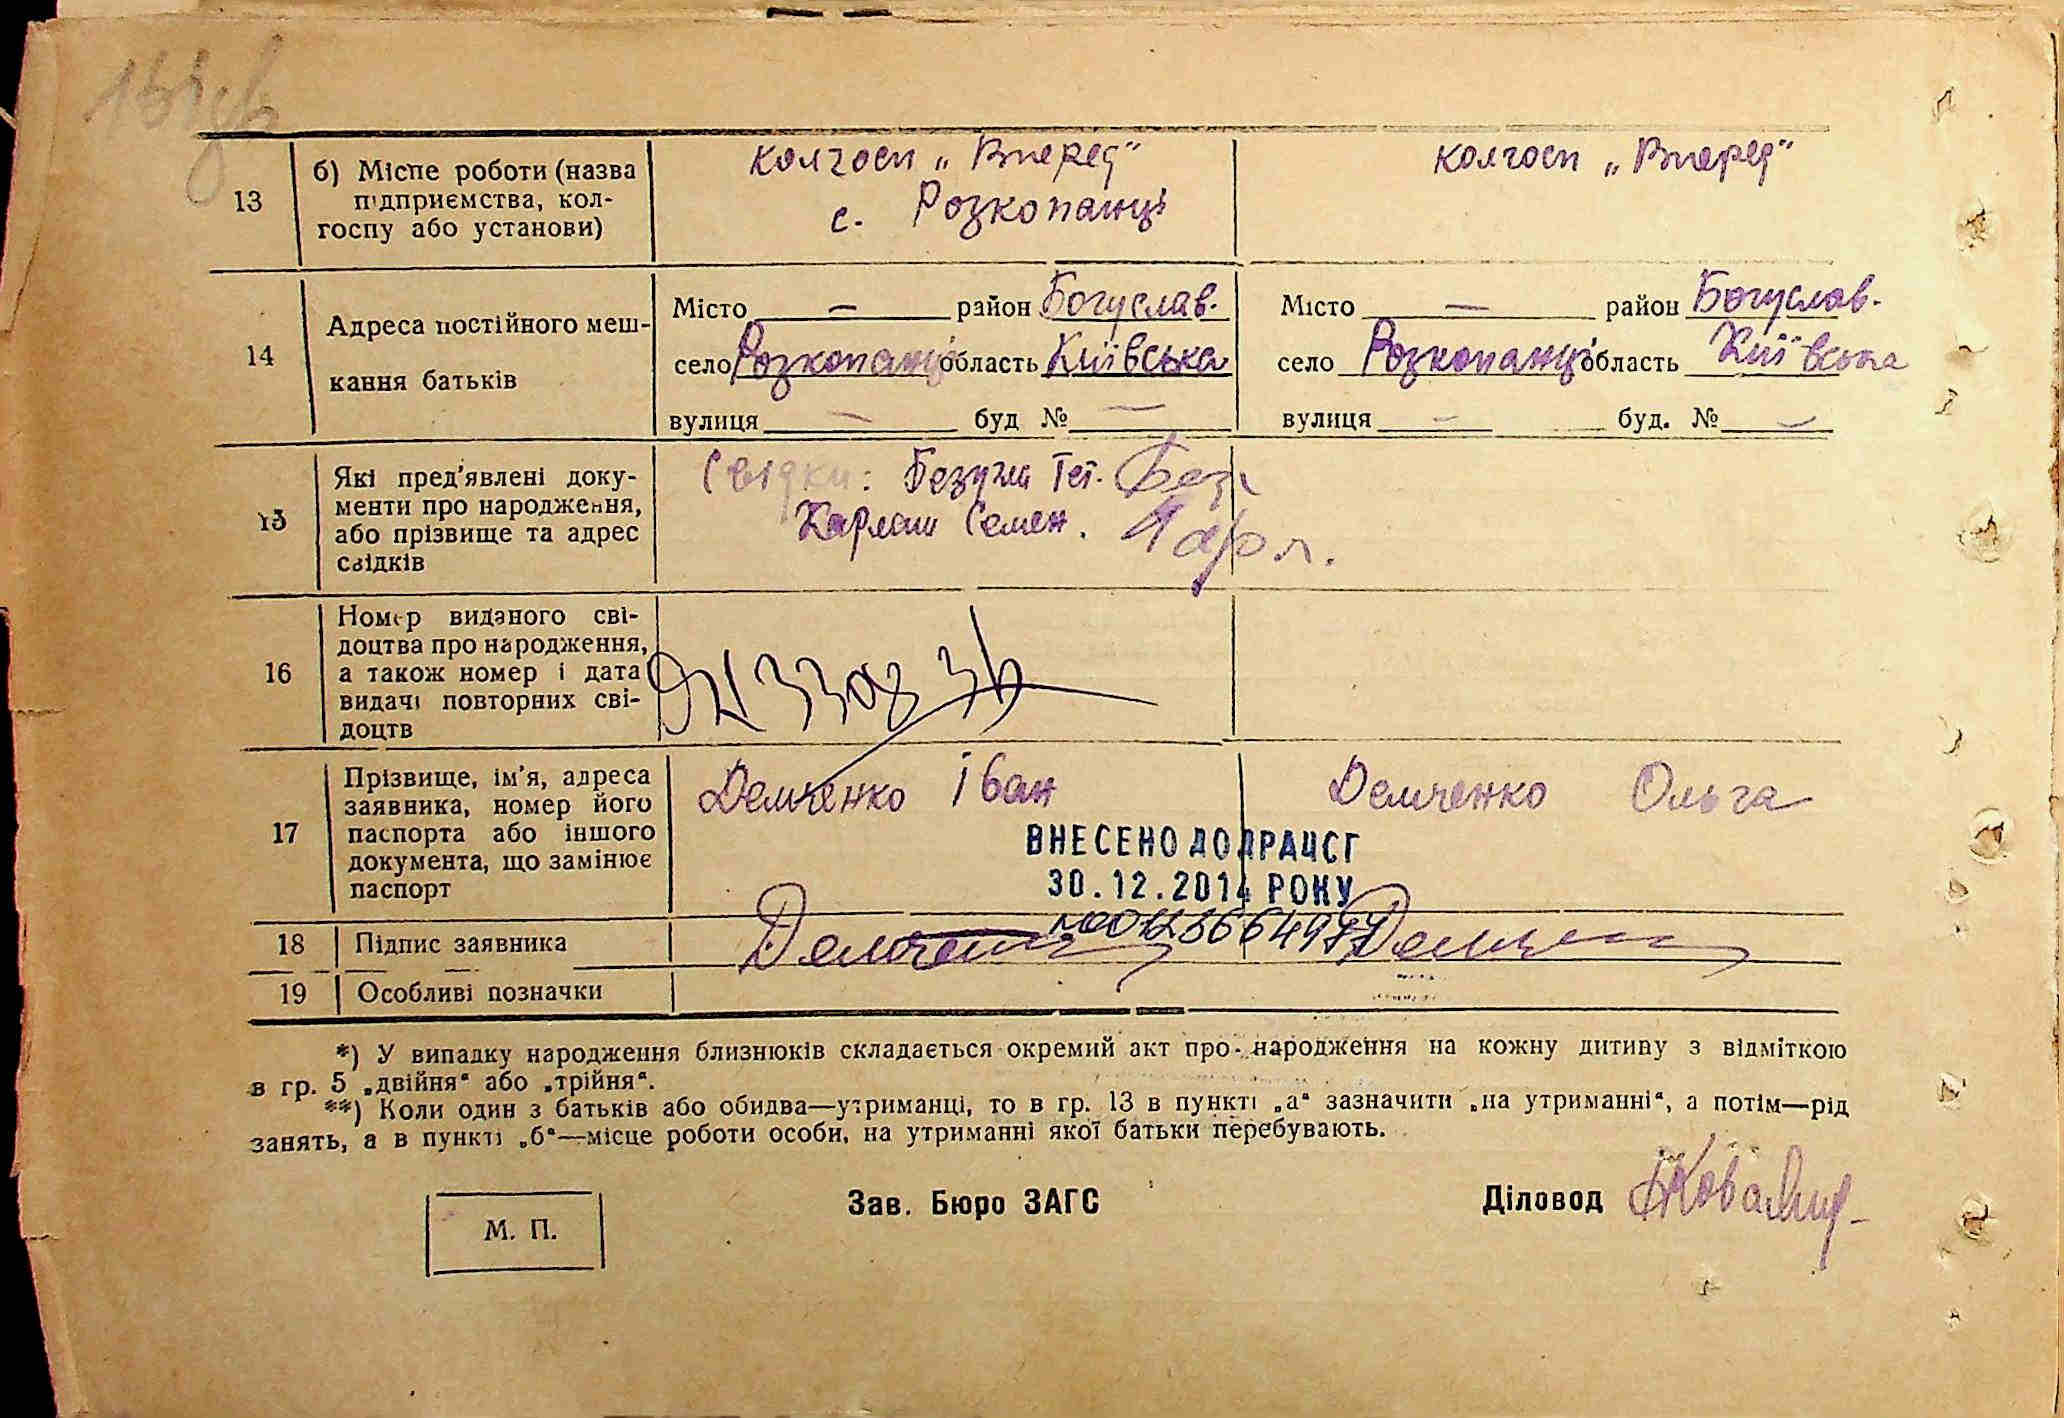 13
б) Місце роботи (назва підприємства, колгоспу або установи)
колгосп „Вперед"
с. Розкопанці
колгосп „Вперед"
14
Адреса постійного мешкання батьків
Місто — район Богуслав.
село Розкопанці область Київська
вулиця — буд № —
Місто — район Богуслав.
село Розкопанці область Київська
вулиця — буд. № —
15
Які пред'явлені документи про народження, або прізвище та адрес свідків
Свідки: Безугли Тет. Без.
Карлаш Семен. Карл.
16
Номер виданого свідоцтва про народження, а також номер і дата видачі повторних свідоцтв
17
Прізвище, ім'я, адреса заявника, номер його паспорта або іншого документа, що замінює паспорт
Демченко Іван
Демченко Ольга
ВНЕСЕНО ДО ДРАЦСГ
30.12.2014 РОКУ
18
Підпис заявника
Демченко
Демченко
19
Особливі позначки
*) У випадку народження близнюків складається окремий акт про народження на кожну дитину з відміткою
в гр. 5 „двійня" або „трійня".
**) Коли один з батьків або обидва—утриманці, то в гр. 13 в пункті „а" зазначити „на утриманні", а потім—рід
занять, а в пункті „б"—місце роботи особи, на утриманні якої батьки перебувають.
М. П.
Зав. Бюро ЗАГС
Діловод